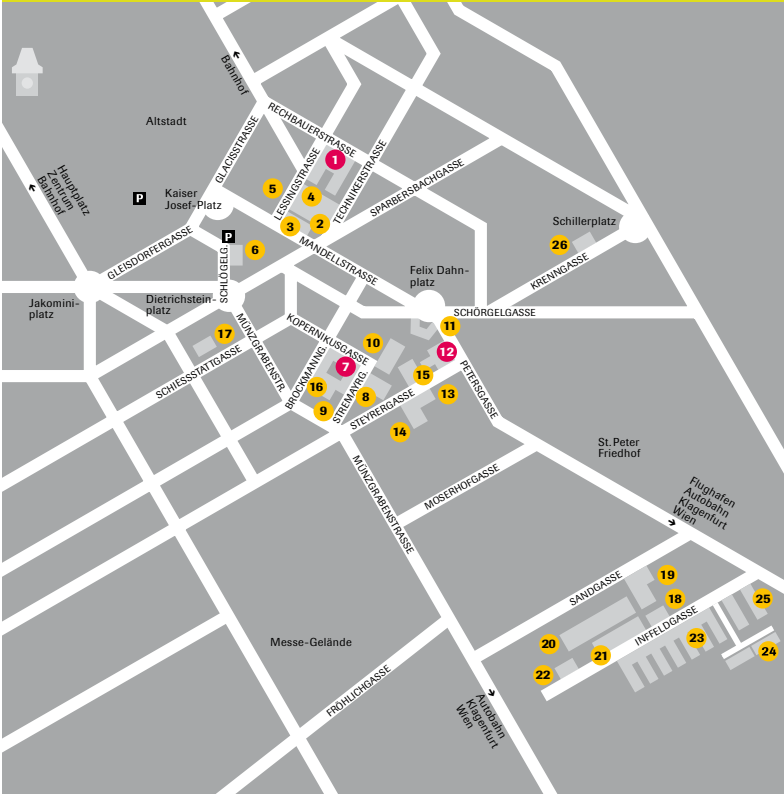 Bahnhof
RECHBAUERSTRASSE
Altstadt
GLACISSTRASSE
1
LESSINGSTRASSE
TECHNIKERSTRASSE
SPARBERSBACHGASSE
Hauptplatz
Zentrum
Bahnhof
P
Kaiser
Josef-Platz
5
4
3
2
Schillerplatz
26
KRENNGASSE
P
6
MANDELLSTRASSE
GLEISDORFERGASSE
SCHLÖGELG.
Felix Dahn-
platz
Jakomini-
platz
Dietrichstein-
platz
SCHÖRGELGASSE
11
17
MÜNZGRABENSTR.
KOPERNIKUSGASSE
10
12
SCHIESSSTATTGASSE
BROCKMANNG.
7
STREMAYRG.
15
PETERSGASSE
16
8
13
9
STEYRERGASSE
14
St. Peter
Friedhof
MÜNZGRABENSTRASSE
MOSERHOFGASSE
Flughafen
Autobahn
Klagenfurt
Wien
SANDGASSE
19
18
25
INFFELDGASSE
23
24
20
21
22
Messe-Gelände
FRÖHLICHGASSE
Autobahn
Klagenfurt
Wien